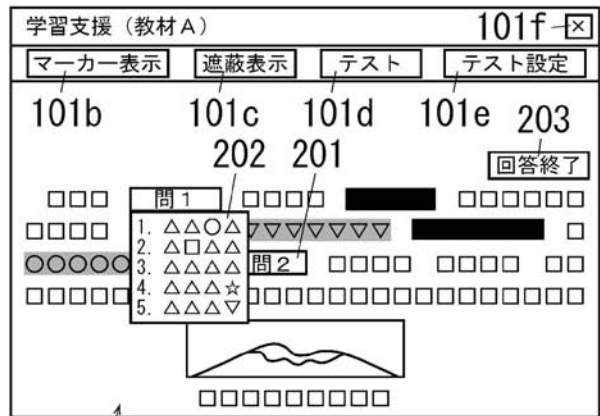 学習支援（教材A）
101f
×
マーカー表示 遮蔽表示 テスト テスト設定
101b 101c 101d 101e 203
202 201
回答終了
□□□ 問1 □□□□ □□□□□□
□□□□ ▽▽▽▽▽▽▽ □
1. △△○△
2. △□△△
3. △△△△
4. △△△☆
5. △△△▽
○○○○○ 問2 □□□□ □□□□ □□
□□□□□□□□□□□□□□□□□□□□□□
□□□□□□□□□□